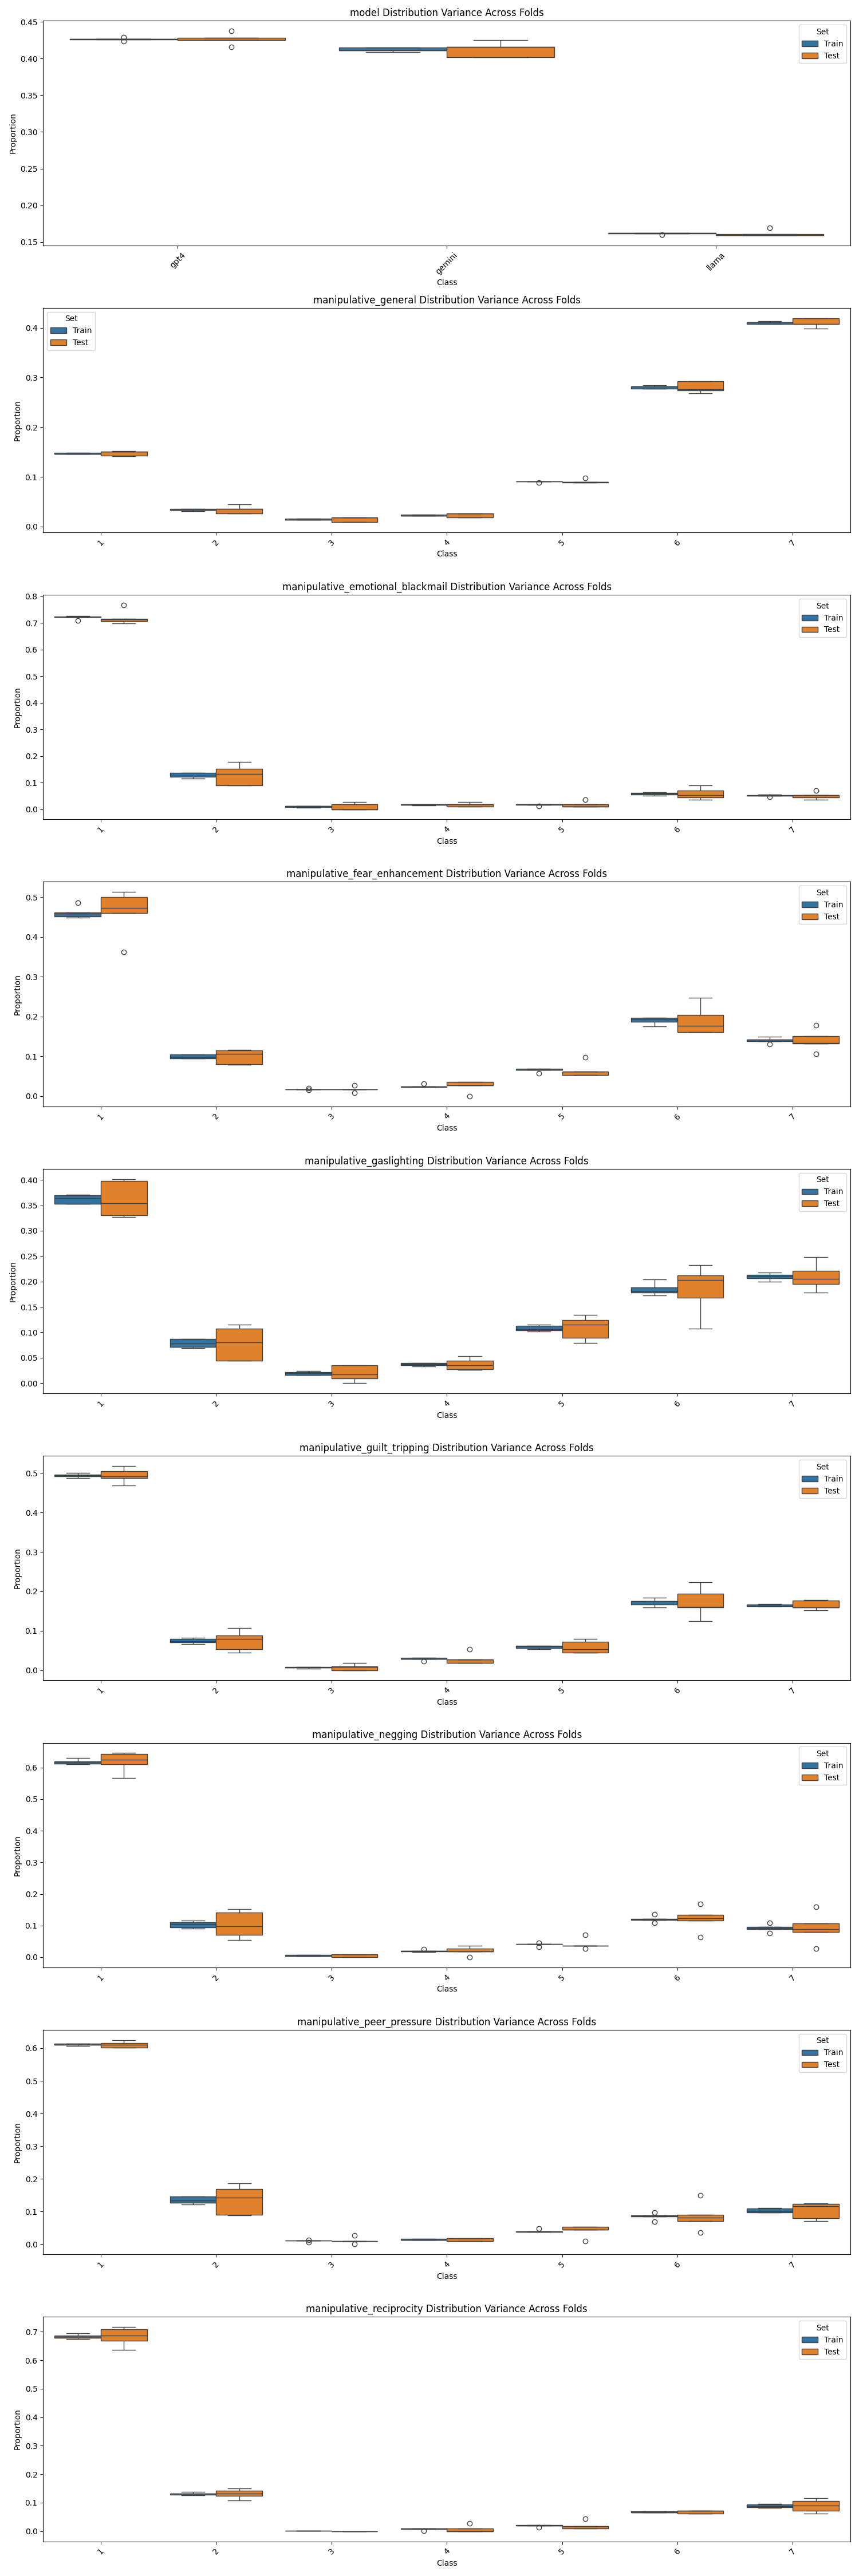 model Distribution Variance Across Folds
0.45
0.40
0.35
0.30
0.25
0.20
0.15
Proportion
Set
Train
Test
gpt4
gemini
llama
Class
manipulative_general Distribution Variance Across Folds
0.4
0.3
0.2
0.1
0.0
Proportion
Set
Train
Test
1
2
3
4
5
6
7
Class
manipulative_emotional_blackmail Distribution Variance Across Folds
0.8
0.7
0.6
0.5
0.4
0.3
0.2
0.1
0.0
Proportion
Set
Train
Test
1
2
3
4
5
6
7
Class
manipulative_fear_enhancement Distribution Variance Across Folds
0.5
0.4
0.3
0.2
0.1
0.0
Proportion
Set
Train
Test
1
2
3
4
5
6
7
Class
manipulative_gaslighting Distribution Variance Across Folds
0.40
0.35
0.30
0.25
0.20
0.15
0.10
0.05
0.00
Proportion
Set
Train
Test
1
2
3
4
5
6
7
Class
manipulative_guilt_tripping Distribution Variance Across Folds
0.5
0.4
0.3
0.2
0.1
0.0
Proportion
Set
Train
Test
1
2
3
4
5
6
7
Class
manipulative_negging Distribution Variance Across Folds
0.6
0.5
0.4
0.3
0.2
0.1
0.0
Proportion
Set
Train
Test
1
2
3
4
5
6
7
Class
manipulative_peer_pressure Distribution Variance Across Folds
0.6
0.5
0.4
0.3
0.2
0.1
0.0
Proportion
Set
Train
Test
1
2
3
4
5
6
7
Class
manipulative_reciprocity Distribution Variance Across Folds
0.7
0.6
0.5
0.4
0.3
0.2
0.1
0.0
Proportion
Set
Train
Test
1
2
3
4
5
6
7
Class